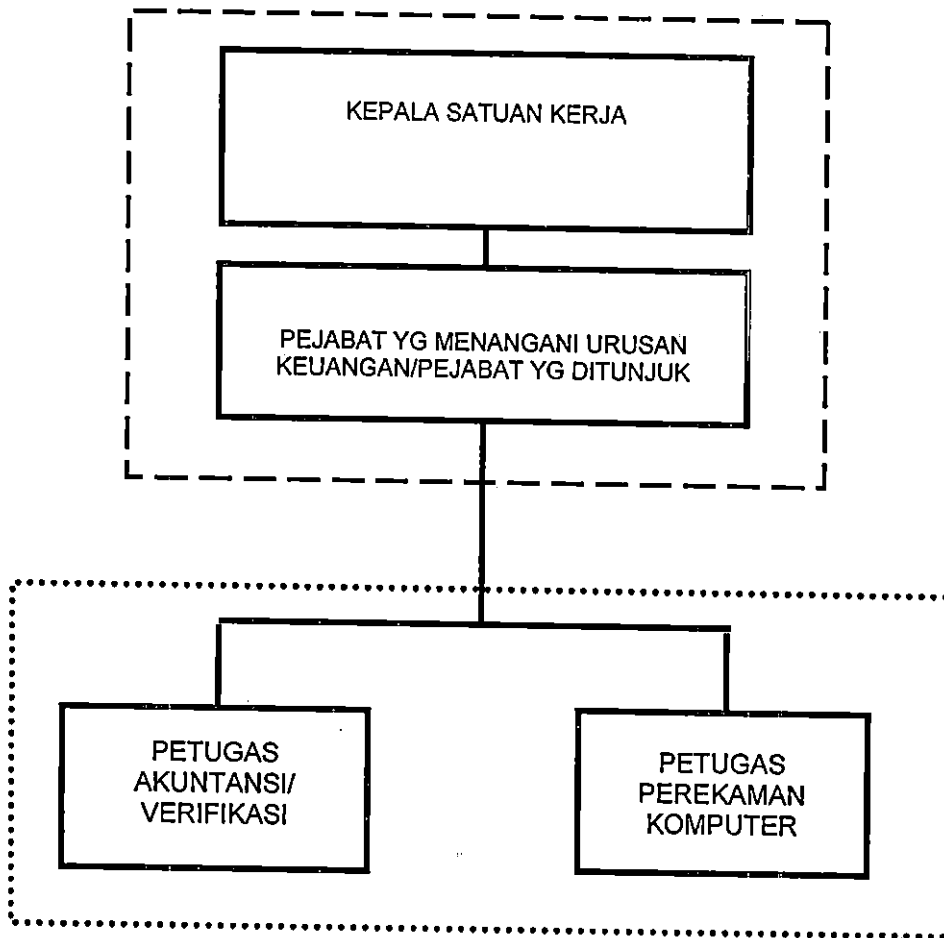 KEPALA SATUAN KERJA
PEJABAT YG MENANGANI URUSAN
KEUANGAN/PEJABAT YG DITUNJUK
PETUGAS
AKUNTANSI/
VERIFIKASI
PETUGAS
PEREKAMAN
KOMPUTER